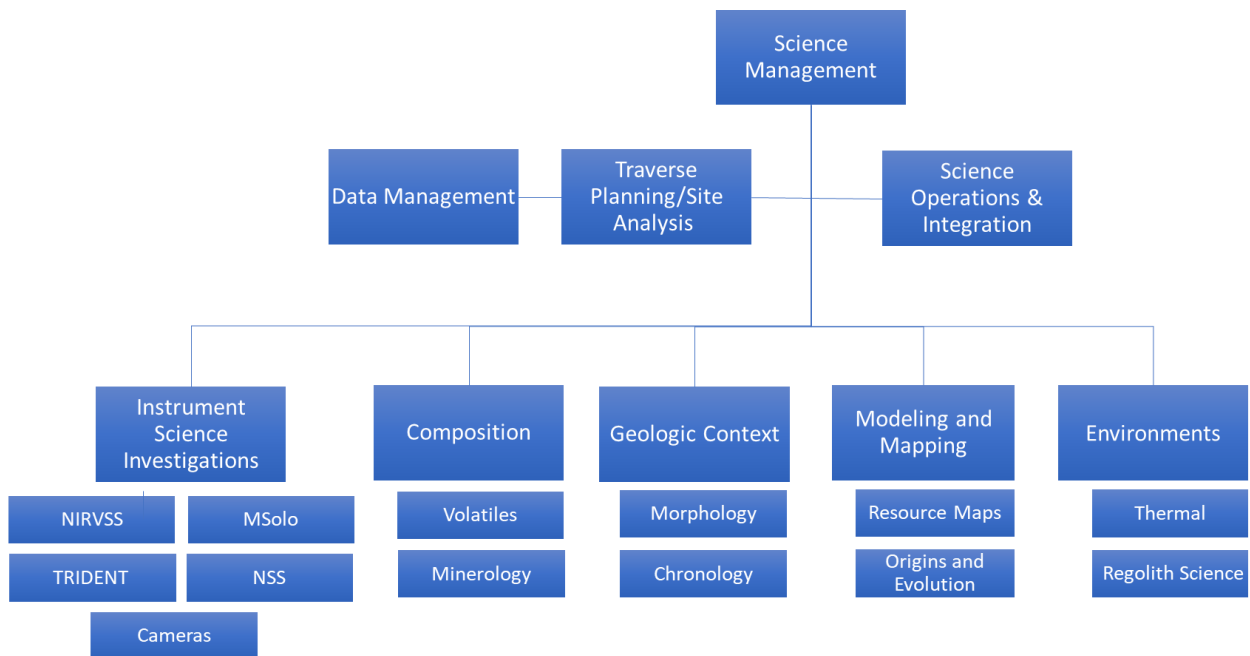 Science
Management
Data Management
Traverse
Planning/Site
Analysis
Science
Operations &
Integration
Instrument
Science
Investigations
Composition
Geologic Context
Modeling and
Mapping
Environments
NIRVSS
MSolo
Volatiles
Morphology
Resource Maps
Thermal
TRIDENT
NSS
Minerology
Chronology
Origins and
Evolution
Regolith Science
Cameras